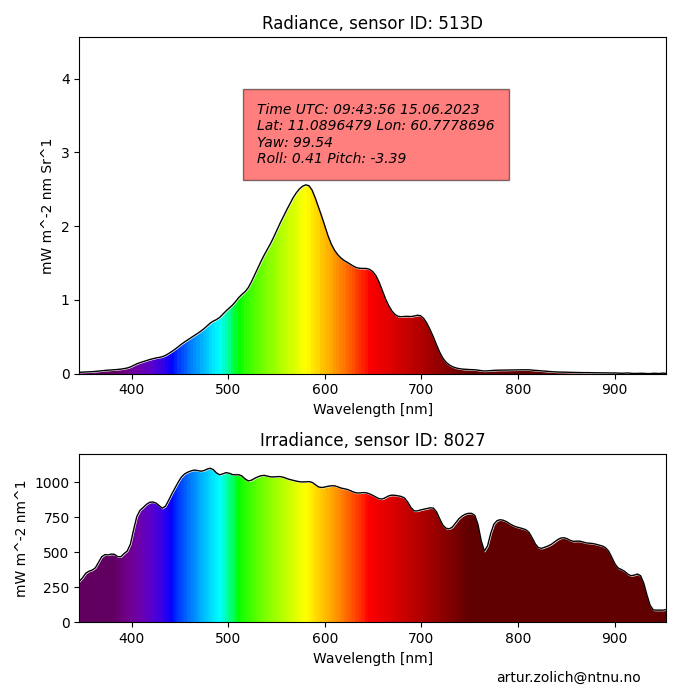 Radiance, sensor ID: 513D
4
3
2
1
0
mW m^-2 nm Sr^1
Time UTC: 09:43:56 15.06.2023
Lat: 11.0896479 Lon: 60.7778696
Yaw: 99.54
Roll: 0.41 Pitch: -3.39
400 500 600 700 800 900
Wavelength [nm]
Irradiance, sensor ID: 8027
1000
750
500
250
0
mW m^-2 nm^1
400 500 600 700 800 900
Wavelength [nm]
artur.zolich@ntnu.no